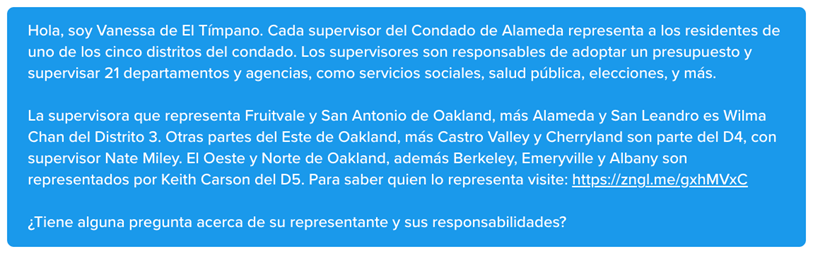 Hola, soy Vanessa de El Tímpano. Cada supervisor del Condado de Alameda representa a los residentes de
uno de los cinco distritos del condado. Los supervisores son responsables de adoptar un presupuesto y
supervisar 21 departamentos y agencias, como servicios sociales, salud pública, elecciones, y más.
La supervisora que representa Fruitvale y San Antonio de Oakland, más Alameda y San Leandro es Wilma
Chan del Distrito 3. Otras partes del Este de Oakland, más Castro Valley y Cherryland son parte del D4, con
supervisor Nate Miley. El Oeste y Norte de Oakland, además Berkeley, Emeryville y Albany son
representados por Keith Carson del D5. Para saber quien lo representa visite: https://zngl.me/gxhMVxC
¿Tiene alguna pregunta acerca de su representante y sus responsabilidades?